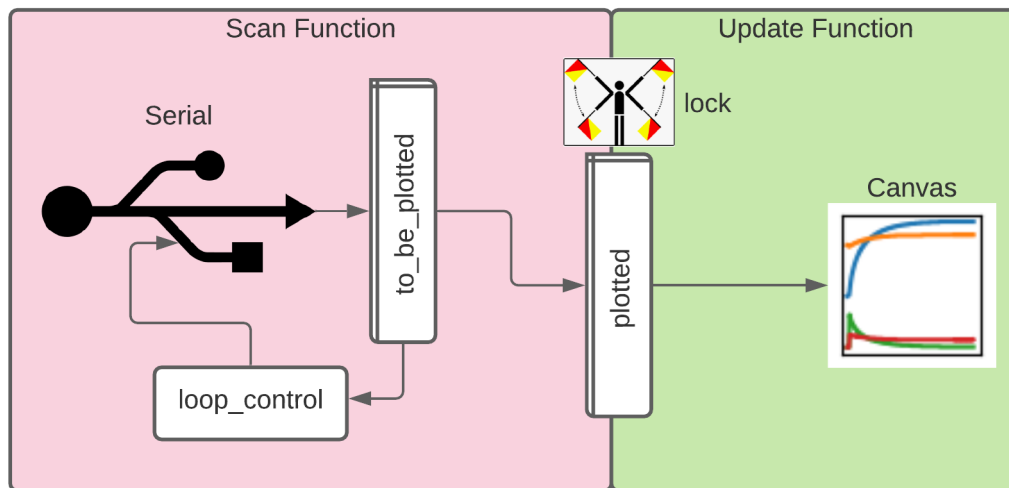 Scan Function
Update Function
lock
Serial
to_be_plotted
Canvas
plotted
loop_control